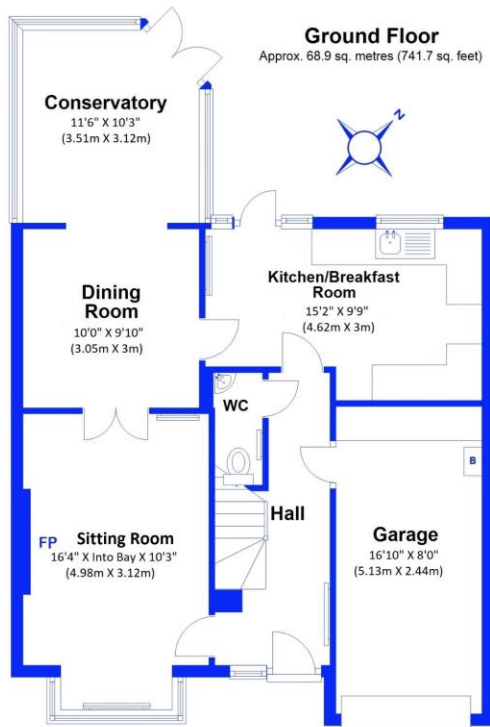 Ground Floor
Approx. 68.9 sq. metres (741.7 sq. feet)
Conservatory
11'6" X 10'3"
(3.51m X 3.12m)
N
Kitchen/Breakfast
Room
15'2" X 9'9"
(4.62m X 3m)
Dining
Room
10'0" X 9'10"
(3.05m X 3m)
WC
B
Hall
FP
Sitting Room
16'4" X Into Bay X 10'3"
(4.98m X 3.12m)
Garage
16'10" X 8'0"
(5.13m X 2.44m)